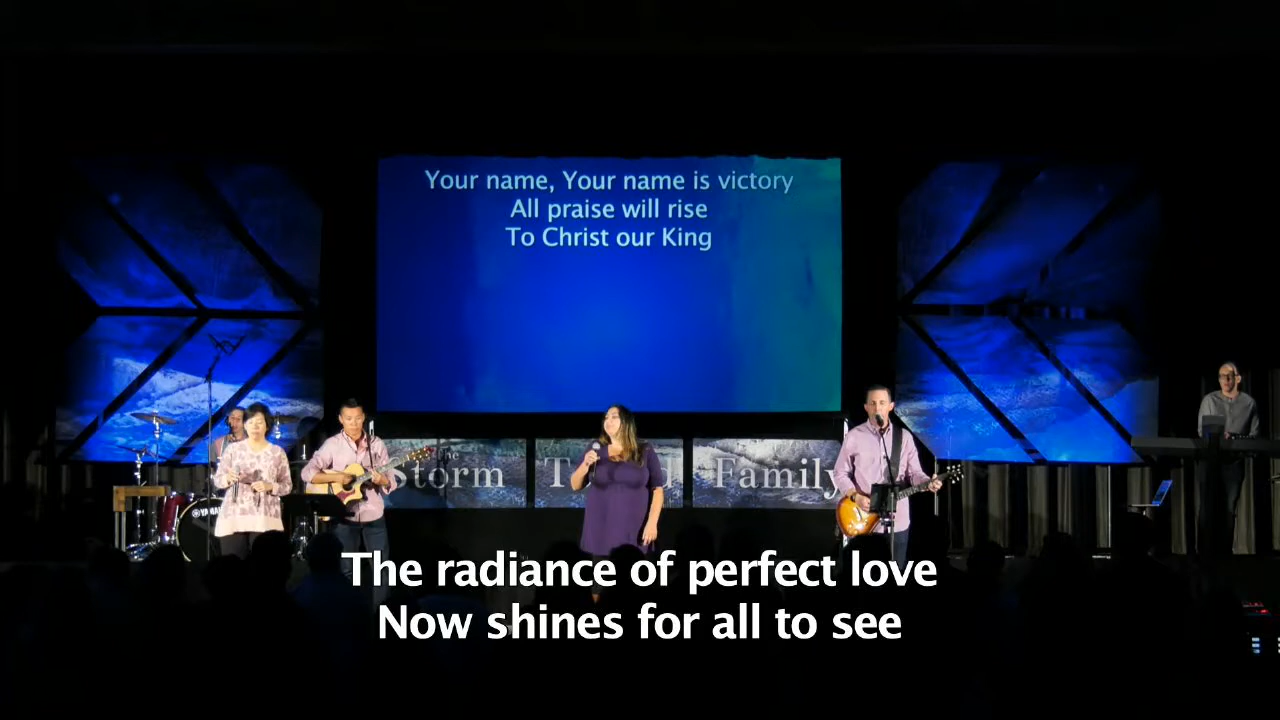 Your name, Your name is victory
All praise will rise
To Christ our King
the
Storm
Family
The radiance of perfect love
Now shines for all to see